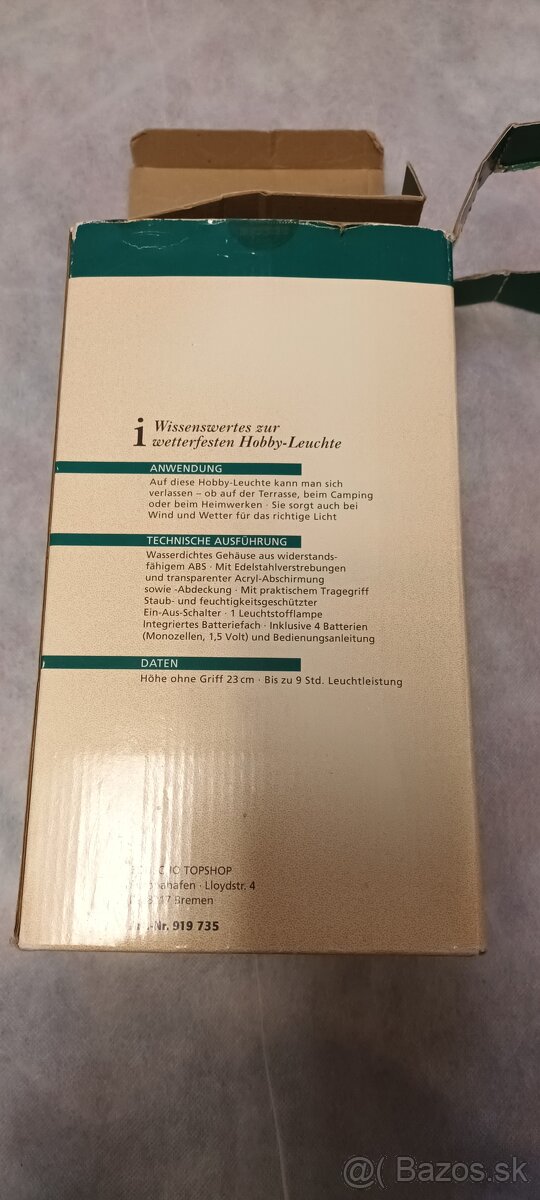 i Wissenswertes zur
wetterfesten Hobby-Leuchte
ANWENDUNG
Auf diese Hobby-Leuchte kann man sich
verlassen – ob auf der Terrasse, beim Camping
oder beim Heimwerken · Sie sorgt auch bei
Wind und Wetter für das richtige Licht
TECHNISCHE AUSFÜHRUNG
Wasserdichtes Gehäuse aus widerstands-
fähigem ABS · Mit Edelstahlverstrebungen
und transparenter Acryl-Abschirmung
sowie -Abdeckung · Mit praktischem Tragegriff
Staub- und feuchtigkeitsgeschützter
Ein-Aus-Schalter · 1 Leuchtstofflampe
Integriertes Batteriefach · Inklusive 4 Batterien
(Monozellen, 1,5 Volt) und Bedienungsanleitung
DATEN
Höhe ohne Griff 23 cm · Bis zu 9 Std. Leuchtleistung
TOPSHOP
Lloydstr. 4
Bremen
919 735
@( Bazos.sk